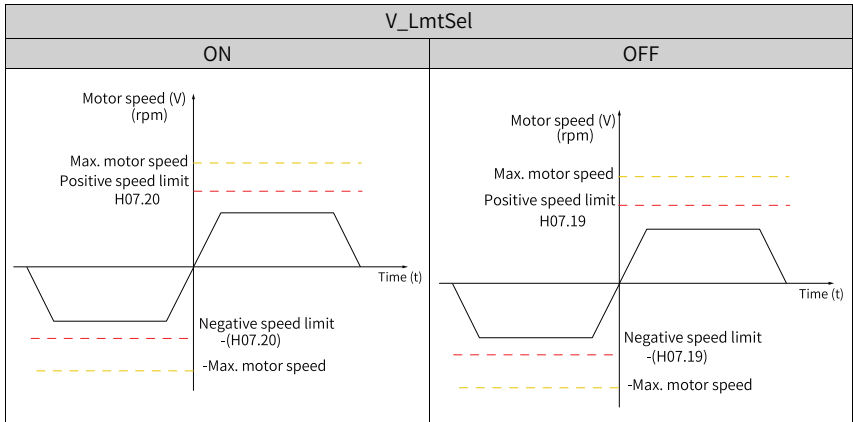 V_LmtSel
ON
OFF
Motor speed (V)
(rpm)
Max. motor speed
Positive speed limit
H07.20
Time (t)
Negative speed limit
-(H07.20)
-Max. motor speed
Motor speed (V)
(rpm)
Max. motor speed
Positive speed limit
H07.19
Time (t)
Negative speed limit
-(H07.19)
-Max. motor speed